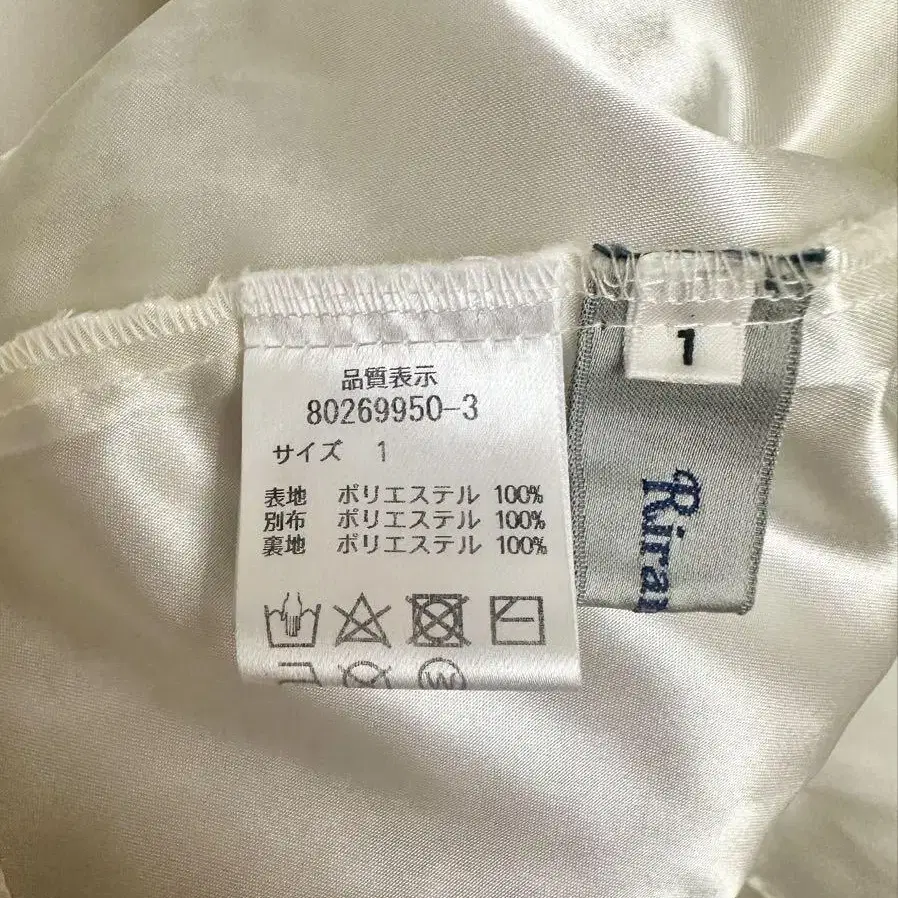 品質表示
80269950-3
サイズ 1
表地 ポリエステル 100%
別布 ポリエステル 100%
裏地 ポリエステル 100%
1